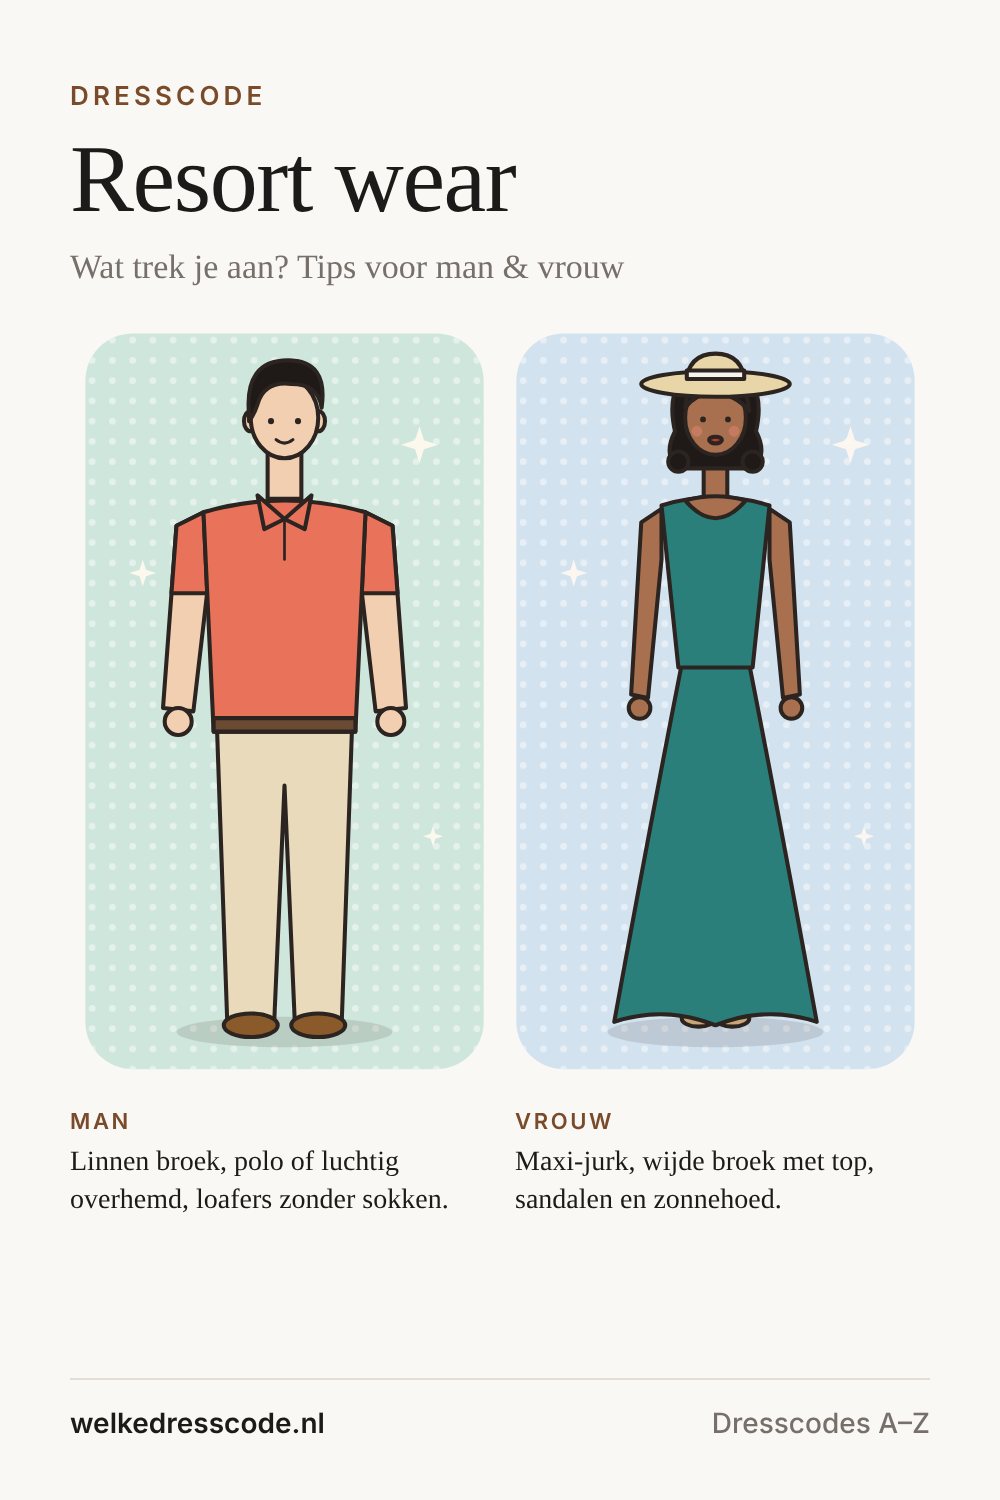 DRESSCODE
Resort wear
Wat trek je aan? Tips voor man & vrouw
MAN
Linnen broek, polo of luchtig
overhemd, loafers zonder sokken.
VROUW
Maxi-jurk, wijde broek met top,
sandalen en zonnehoed.
welkedresscode.nl
Dresscodes A–Z